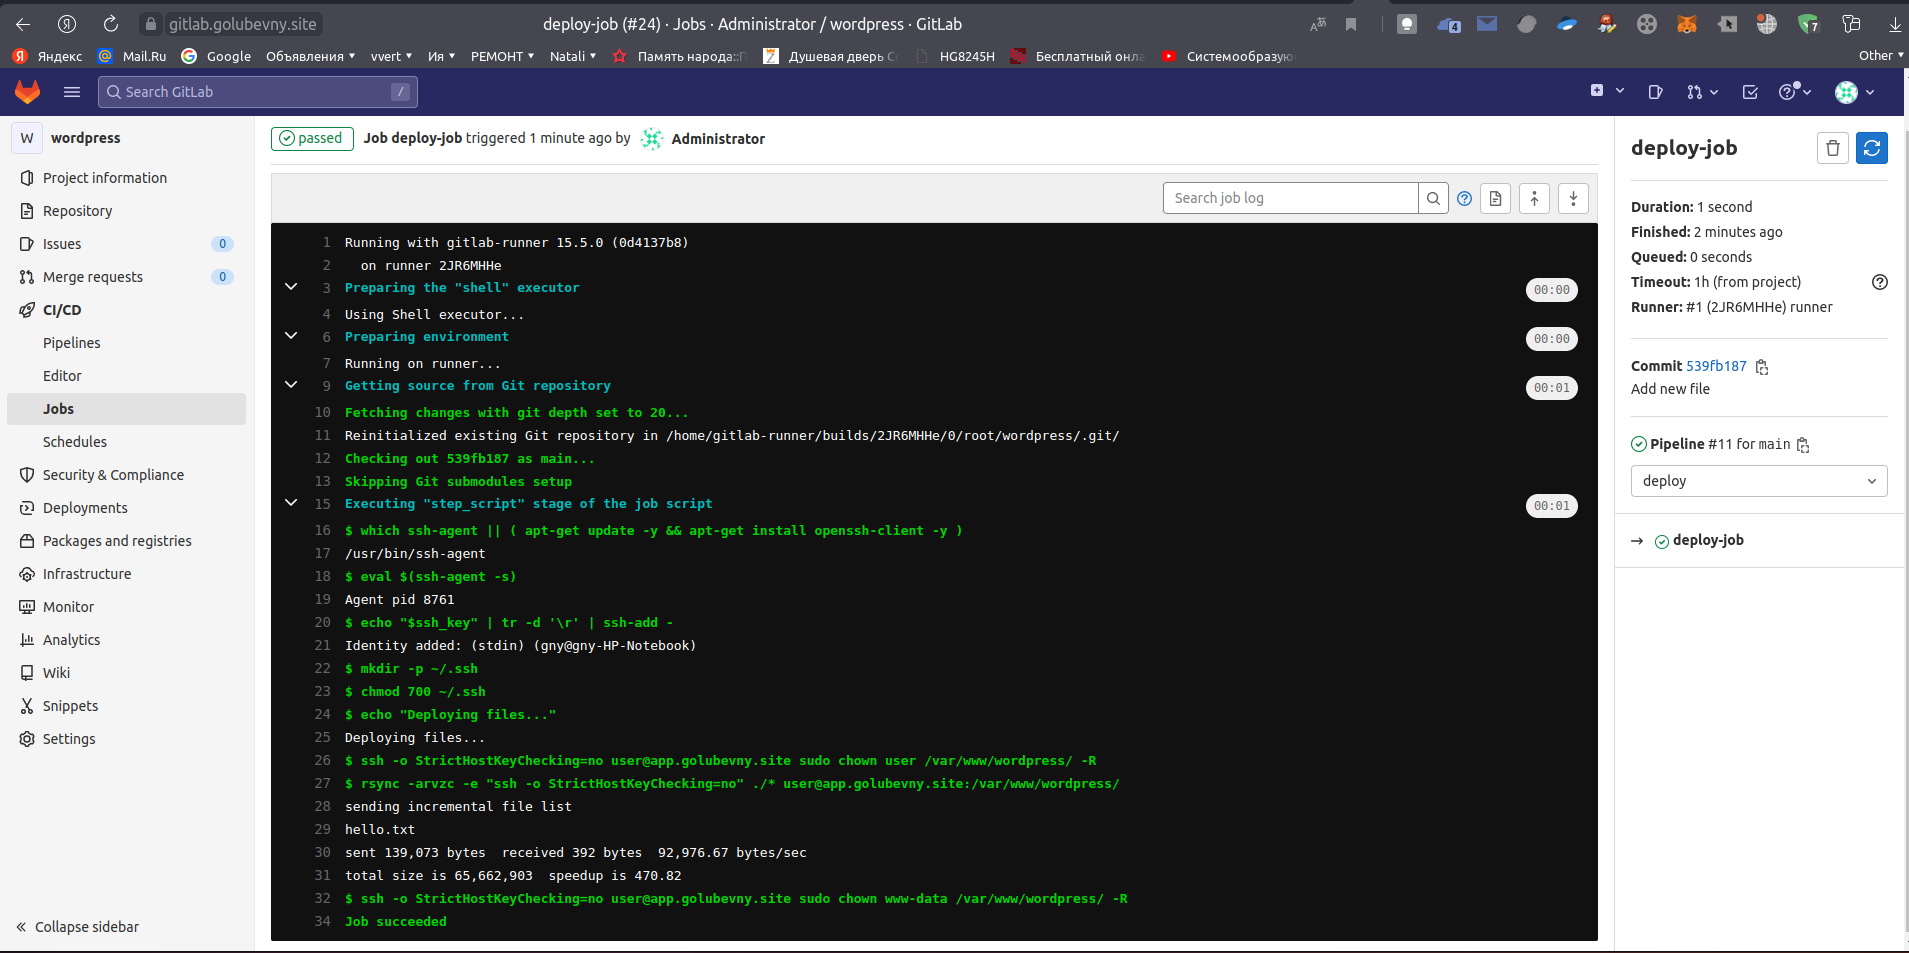 gitlab.golubevny.site
deploy-job (#24) · Jobs · Administrator / wordpress · GitLab
4
7
Яндекс
Mail.Ru
Google
Объявления
vvert
Ия
РЕМОНТ
Natali
Память народа::
Душевая дверь
HG8245H
Бесплатный онла
Системообразую
Other
Search GitLab
/
W wordpress
Project information
Repository
Issues 0
Merge requests 0
CI/CD
Pipelines
Editor
Jobs
Schedules
Security & Compliance
Deployments
Packages and registries
Infrastructure
Monitor
Analytics
Wiki
Snippets
Settings
Collapse sidebar
passed Job deploy-job triggered 1 minute ago by Administrator
Search job log
1 Running with gitlab-runner 15.5.0 (0d4137b8)
2 on runner 2JR6MHHe
3 Preparing the "shell" executor 00:00
4 Using Shell executor...
6 Preparing environment 00:00
7 Running on runner...
9 Getting source from Git repository 00:01
10 Fetching changes with git depth set to 20...
11 Reinitialized existing Git repository in /home/gitlab-runner/builds/2JR6MHHe/0/root/wordpress/.git/
12 Checking out 539fb187 as main...
13 Skipping Git submodules setup
15 Executing "step_script" stage of the job script 00:01
16 $ which ssh-agent || ( apt-get update -y && apt-get install openssh-client -y )
17 /usr/bin/ssh-agent
18 $ eval $(ssh-agent -s)
19 Agent pid 8761
20 $ echo "$ssh_key" | tr -d '\r' | ssh-add -
21 Identity added: (stdin) (gny@gny-HP-Notebook)
22 $ mkdir -p ~/.ssh
23 $ chmod 700 ~/.ssh
24 $ echo "Deploying files..."
25 Deploying files...
26 $ ssh -o StrictHostKeyChecking=no user@app.golubevny.site sudo chown user /var/www/wordpress/ -R
27 $ rsync -arvzc -e "ssh -o StrictHostKeyChecking=no" ./* user@app.golubevny.site:/var/www/wordpress/
28 sending incremental file list
29 hello.txt
30 sent 139,073 bytes received 392 bytes 92,976.67 bytes/sec
31 total size is 65,662,903 speedup is 470.82
32 $ ssh -o StrictHostKeyChecking=no user@app.golubevny.site sudo chown www-data /var/www/wordpress/ -R
34 Job succeeded
deploy-job
Duration: 1 second
Finished: 2 minutes ago
Queued: 0 seconds
Timeout: 1h (from project)
Runner: #1 (2JR6MHHe) runner
Commit 539fb187
Add new file
Pipeline #11 for main
deploy
deploy-job